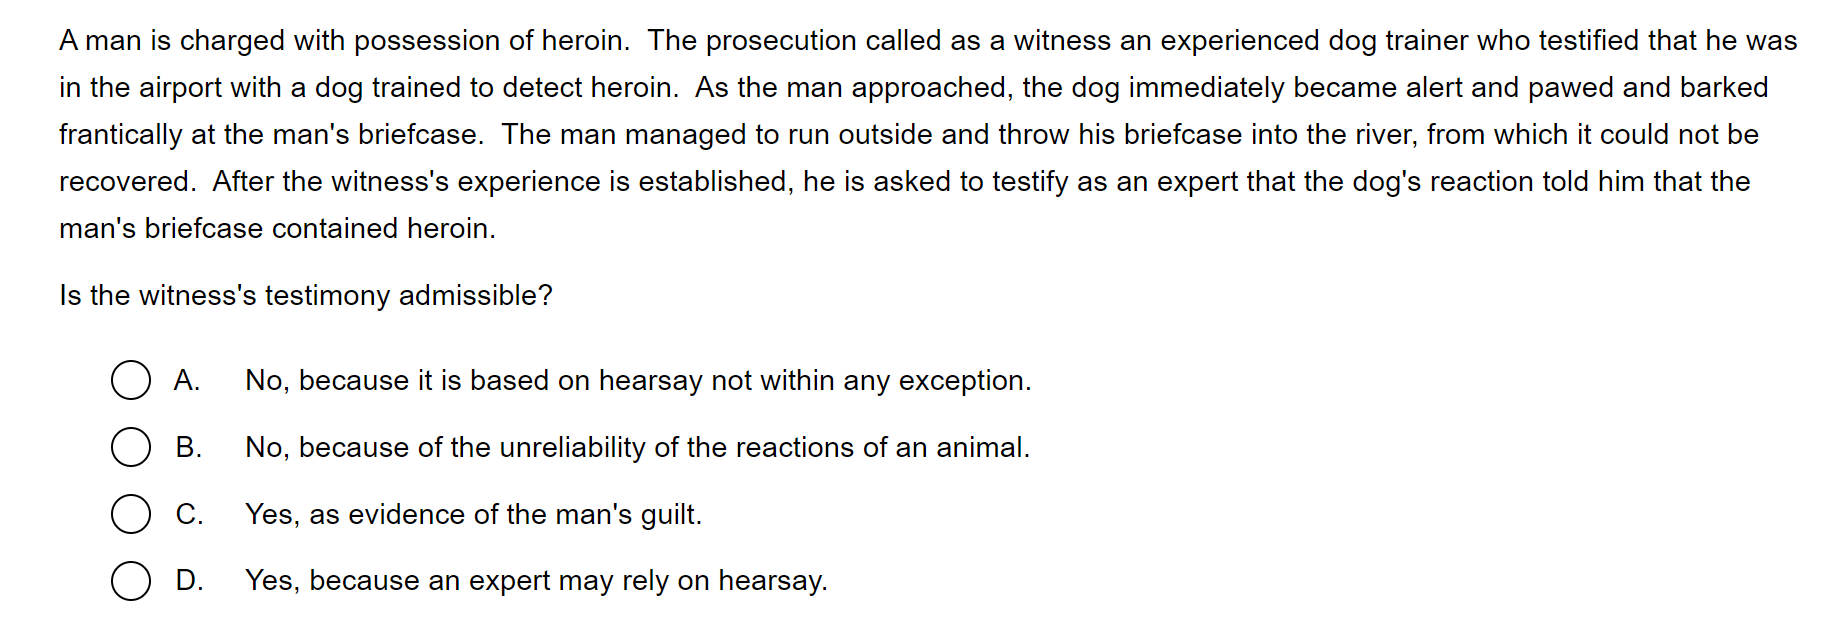 A man is charged with possession of heroin.  The prosecution called as a witness an experienced dog trainer who testified that he was
in the airport with a dog trained to detect heroin.  As the man approached, the dog immediately became alert and pawed and barked
frantically at the man's briefcase.  The man managed to run outside and throw his briefcase into the river, from which it could not be
recovered.  After the witness's experience is established, he is asked to testify as an expert that the dog's reaction told him that the
man's briefcase contained heroin.
Is the witness's testimony admissible?
A. No, because it is based on hearsay not within any exception.
B. No, because of the unreliability of the reactions of an animal.
C. Yes, as evidence of the man's guilt.
D. Yes, because an expert may rely on hearsay.